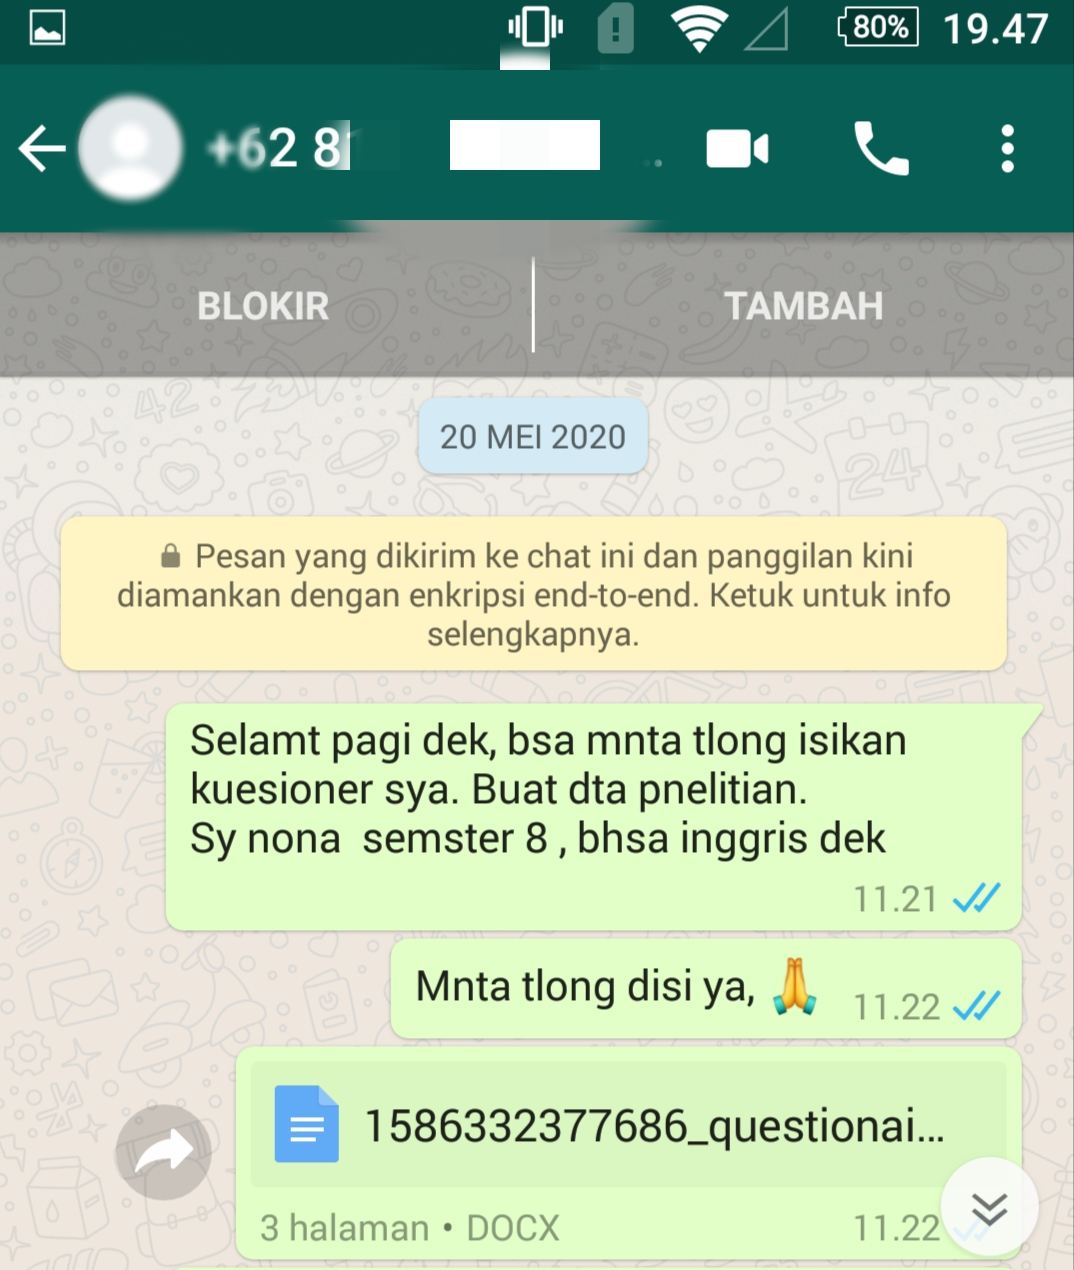 80% 19.47
+62 8
BLOKIR TAMBAH
20 MEI 2020
Pesan yang dikirim ke chat ini dan panggilan kini
diamankan dengan enkripsi end-to-end. Ketuk untuk info
selengkapnya.
Selamt pagi dek, bsa mnta tlong isikan
kuesioner sya. Buat dta pnelitian.
Sy nona semster 8 , bhsa inggris dek
11.21
Mnta tlong disi ya, 🙏 11.22
1586332377686_questionai...
3 halaman • DOCX 11.22